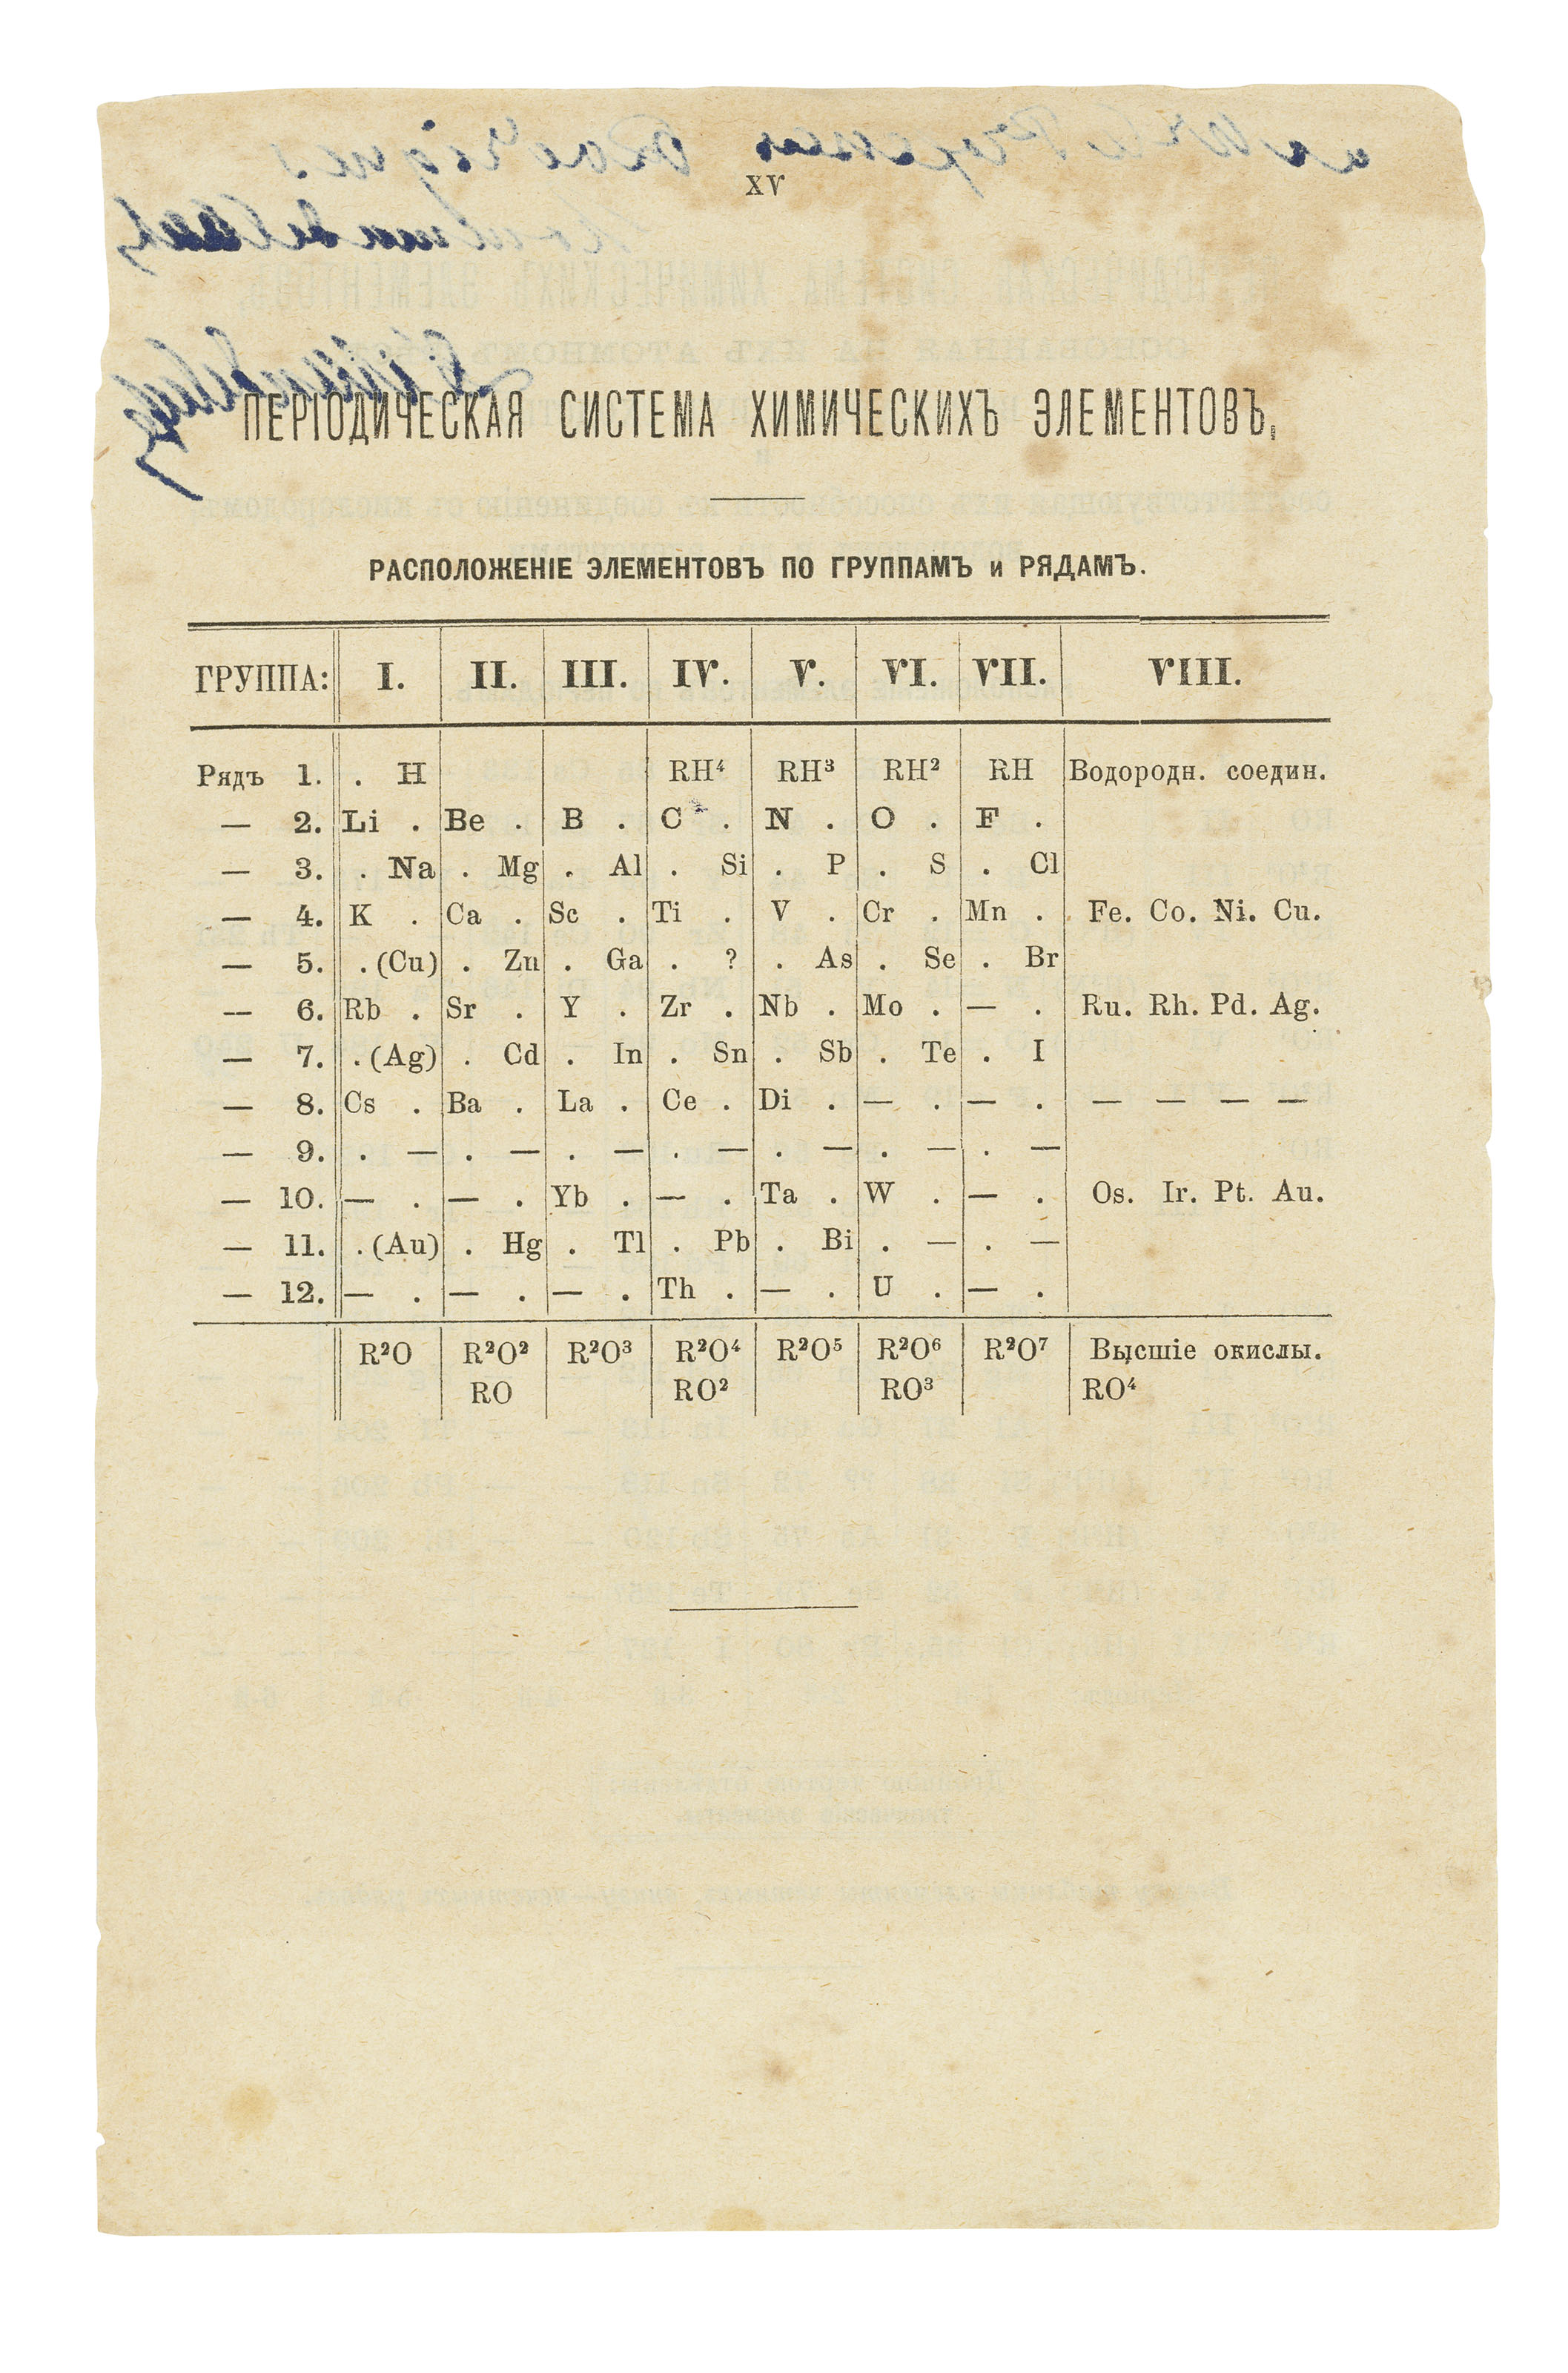 XV
ПЕРІОДИЧЕСКАЯ СИСТЕМА ХИМИЧЕСКИХЪ ЭЛЕМЕНТОВЪ.
РАСПОЛОЖЕНІЕ ЭЛЕМЕНТОВЪ ПО ГРУППАМЪ и РЯДАМЪ.
ГРУППА: I. II. III. IV. V. VI. VII. VIII.
Рядъ 1. . H RH⁴ RH³ RH² RH Водородн. соедин.
— 2. Li . Be . B . C . N . O . F .
— 3. . Na . Mg . Al . Si . P . S . Cl
— 4. K . Ca . Sc . Ti . V . Cr . Mn . Fe. Co. Ni. Cu.
— 5. . (Cu) . Zn . Ga . ? . As . Se . Br
— 6. Rb . Sr . Y . Zr . Nb . Mo . — . Ru. Rh. Pd. Ag.
— 7. . (Ag) . Cd . In . Sn . Sb . Te . I
— 8. Cs . Ba . La . Ce . Di . — . — . — — — —
— 9. . — . — . — . — . — . — . —
— 10. — . — . Yb . — . Ta . W . — . Os. Ir. Pt. Au.
— 11. . (Au) . Hg . Tl . Pb . Bi . — . —
— 12. — . — . — . Th . — . U . — .
R²O R²O² R²O³ R²O⁴ R²O⁵ R²O⁶ R²O⁷ Высшіе окислы.
RO RO² RO³ RO⁴